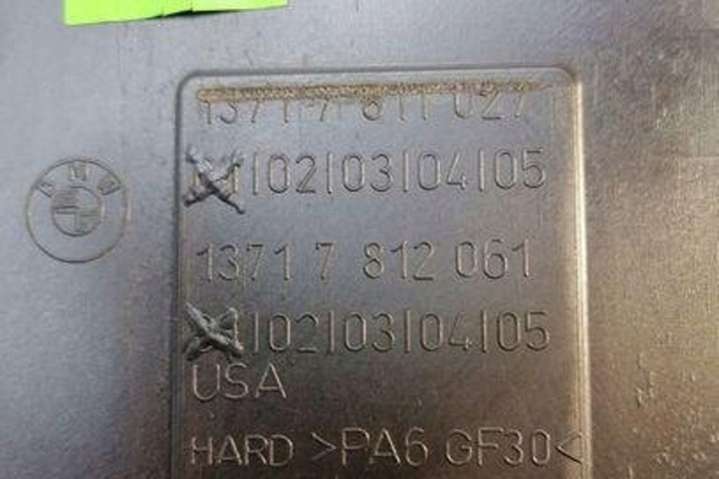 1371 7 811 027
|02|03|04|05
BMW
1371 7 812 061
|02|03|04|05
USA
HARD >PA6 GF30<